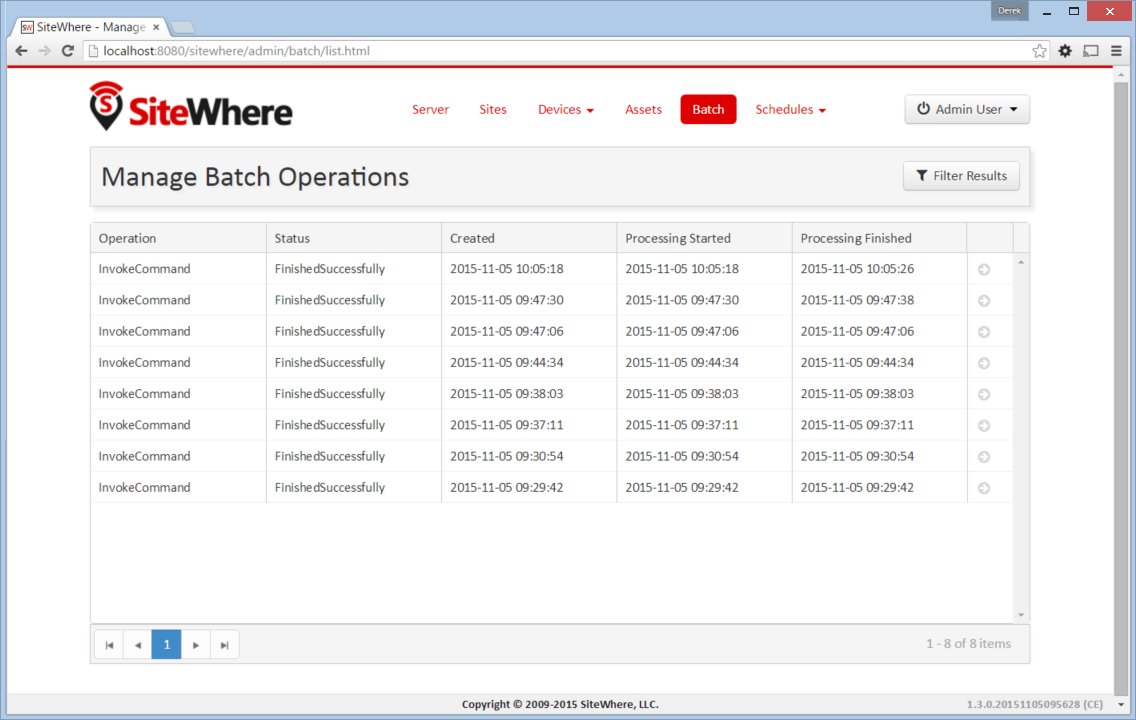 Derek
SW SiteWhere - Manage ×
localhost:8080/sitewhere/admin/batch/list.html
S SiteWhere Server Sites Devices Assets Batch Schedules Admin User
Manage Batch Operations Filter Results
Operation Status Created Processing Started Processing Finished
InvokeCommand FinishedSuccessfully 2015-11-05 10:05:18 2015-11-05 10:05:18 2015-11-05 10:05:26
InvokeCommand FinishedSuccessfully 2015-11-05 09:47:30 2015-11-05 09:47:30 2015-11-05 09:47:38
InvokeCommand FinishedSuccessfully 2015-11-05 09:47:06 2015-11-05 09:47:06 2015-11-05 09:47:06
InvokeCommand FinishedSuccessfully 2015-11-05 09:44:34 2015-11-05 09:44:34 2015-11-05 09:44:34
InvokeCommand FinishedSuccessfully 2015-11-05 09:38:03 2015-11-05 09:38:03 2015-11-05 09:38:03
InvokeCommand FinishedSuccessfully 2015-11-05 09:37:11 2015-11-05 09:37:11 2015-11-05 09:37:11
InvokeCommand FinishedSuccessfully 2015-11-05 09:30:54 2015-11-05 09:30:54 2015-11-05 09:30:54
InvokeCommand FinishedSuccessfully 2015-11-05 09:29:42 2015-11-05 09:29:42 2015-11-05 09:29:42
1 1 - 8 of 8 items
Copyright © 2009-2015 SiteWhere, LLC. 1.3.0.20151105095628 (CE)